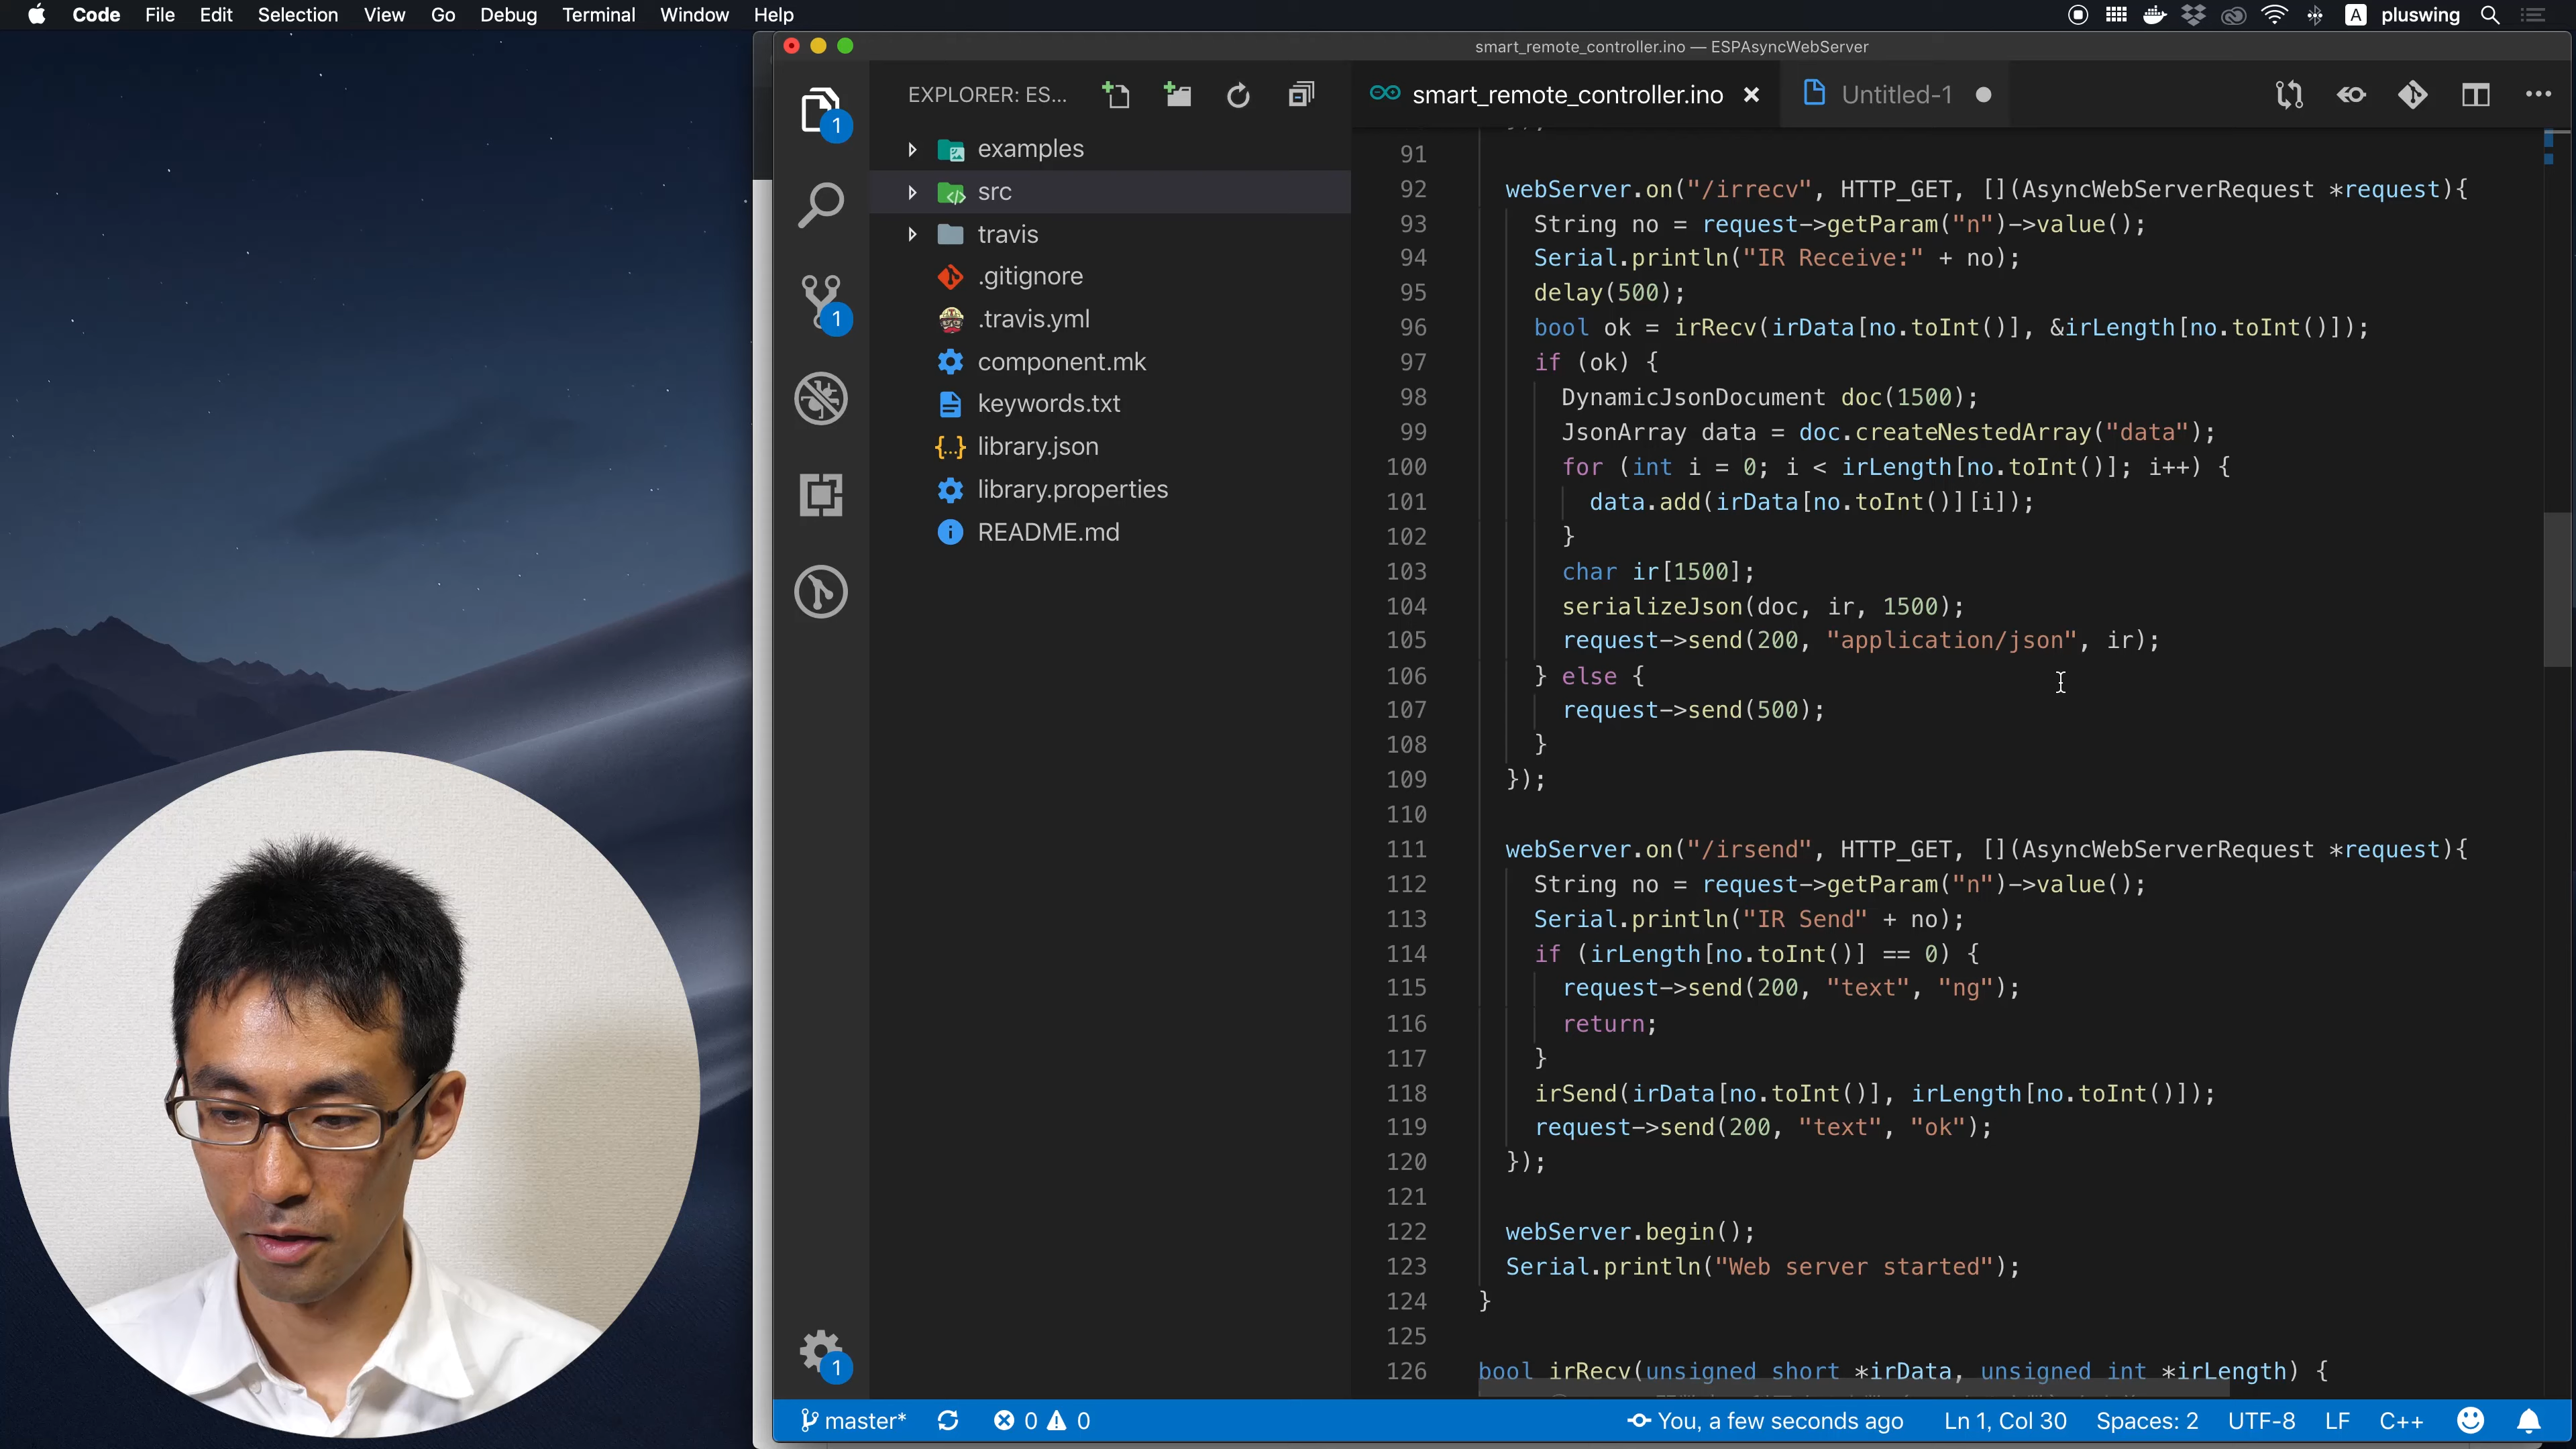 Code File Edit Selection View Go Debug Terminal Window Help
A pluswing
smart_remote_controller.ino — ESPAsyncWebServer
EXPLORER: ES...
smart_remote_controller.ino
Untitled-1
1
1
1
examples
src
travis
.gitignore
.travis.yml
component.mk
keywords.txt
library.json
library.properties
README.md
91
92 webServer.on("/irrecv", HTTP_GET, [](AsyncWebServerRequest *request){
93 String no = request->getParam("n")->value();
94 Serial.println("IR Receive:" + no);
95 delay(500);
96 bool ok = irRecv(irData[no.toInt()], &irLength[no.toInt()]);
97 if (ok) {
98 DynamicJsonDocument doc(1500);
99 JsonArray data = doc.createNestedArray("data");
100 for (int i = 0; i < irLength[no.toInt()]; i++) {
101 data.add(irData[no.toInt()][i]);
102 }
103 char ir[1500];
104 serializeJson(doc, ir, 1500);
105 request->send(200, "application/json", ir);
106 } else {
107 request->send(500);
108 }
109 });
110
111 webServer.on("/irsend", HTTP_GET, [](AsyncWebServerRequest *request){
112 String no = request->getParam("n")->value();
113 Serial.println("IR Send" + no);
114 if (irLength[no.toInt()] == 0) {
115 request->send(200, "text", "ng");
116 return;
117 }
118 irSend(irData[no.toInt()], irLength[no.toInt()]);
119 request->send(200, "text", "ok");
120 });
121
122 webServer.begin();
123 Serial.println("Web server started");
124 }
125
126 bool irRecv(unsigned short *irData, unsigned int *irLength) {
master* 0 0 You, a few seconds ago Ln 1, Col 30 Spaces: 2 UTF-8 LF C++